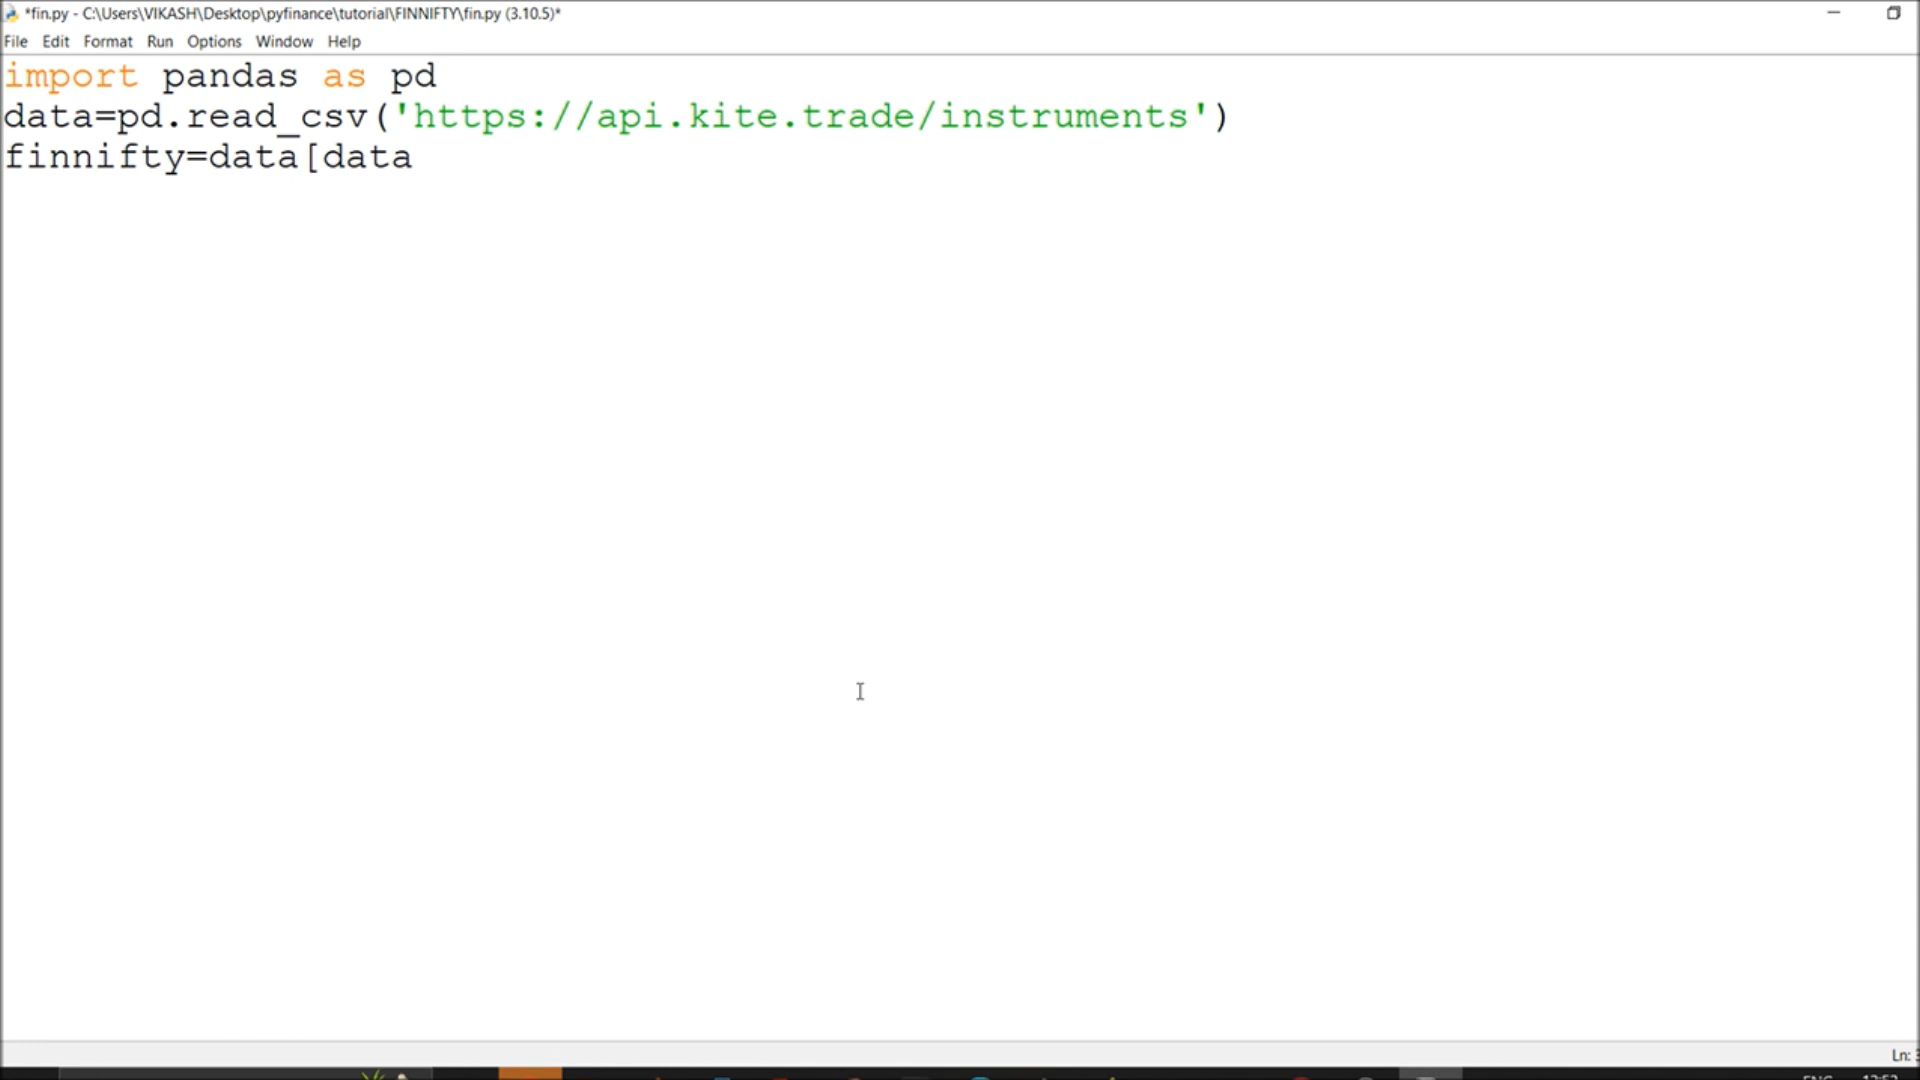 *fin.py - C:\Users\VIKASH\Desktop\pyfinance\tutorial\FINNIFTY\fin.py (3.10.5)*
File Edit Format Run Options Window Help
import pandas as pd
data=pd.read_csv('https://api.kite.trade/instruments')
finnifty=data[data
Ln: